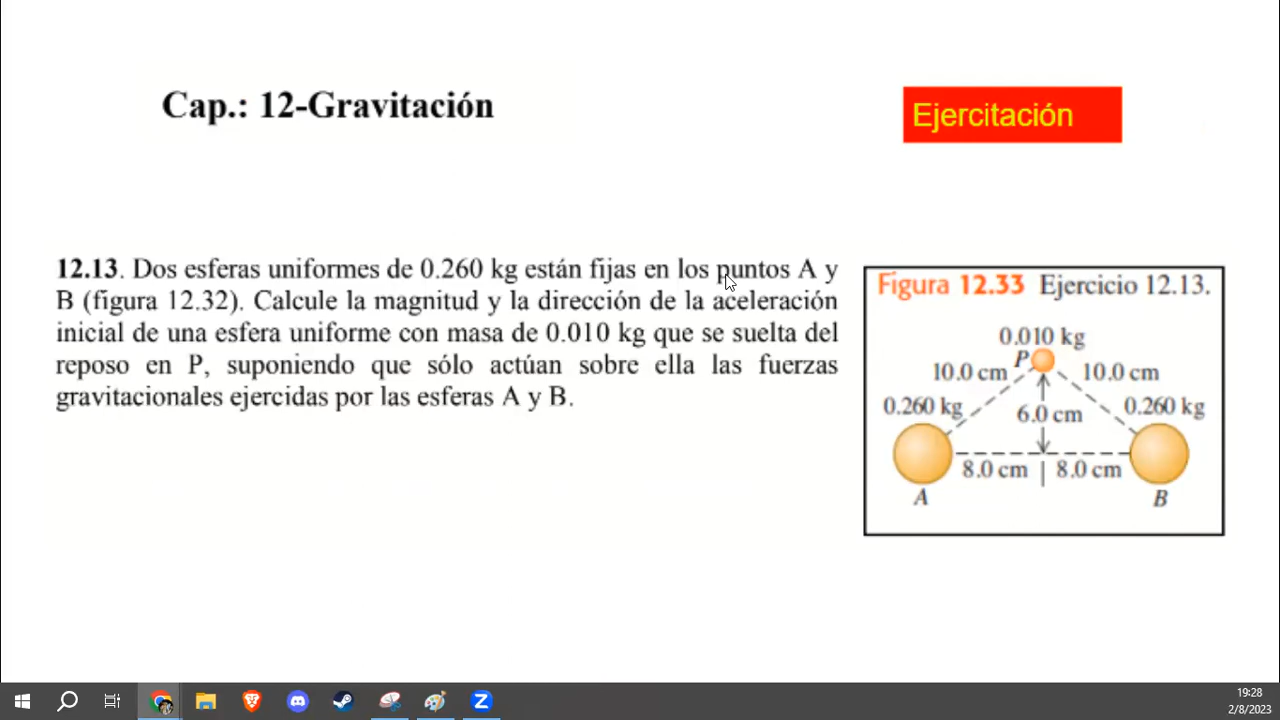 Cap.: 12-Gravitación
Ejercitación
12.13. Dos esferas uniformes de 0.260 kg están fijas en los puntos A y
B (figura 12.32). Calcule la magnitud y la dirección de la aceleración
inicial de una esfera uniforme con masa de 0.010 kg que se suelta del
reposo en P, suponiendo que sólo actúan sobre ella las fuerzas
gravitacionales ejercidas por las esferas A y B.
Figura 12.33 Ejercicio 12.13.
0.010 kg
P
10.0 cm 10.0 cm
0.260 kg 6.0 cm 0.260 kg
8.0 cm 8.0 cm
A B
Z
19:28
2/8/2023